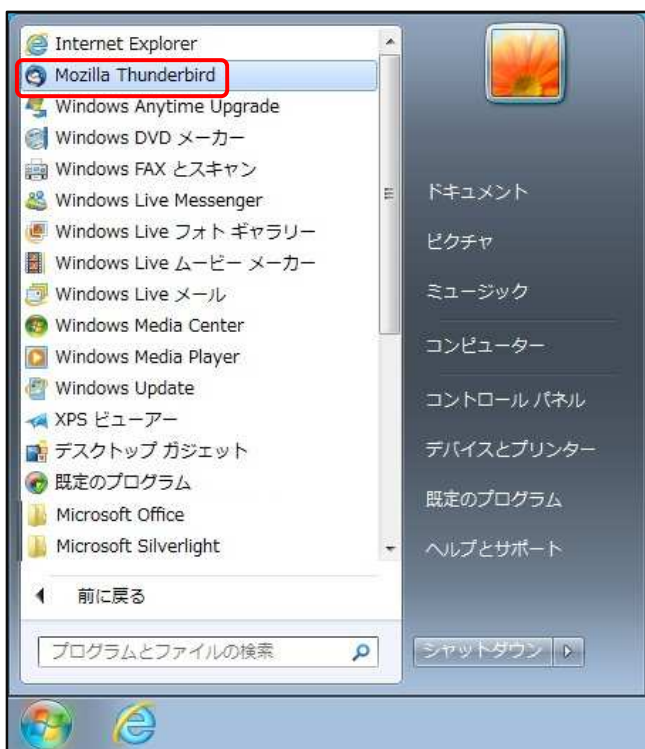 Internet Explorer
Mozilla Thunderbird
Windows Anytime Upgrade
Windows DVD メーカー
Windows FAX とスキャン
Windows Live Messenger
Windows Live フォト ギャラリー
Windows Live ムービー メーカー
Windows Live メール
Windows Media Center
Windows Media Player
Windows Update
XPS ビューアー
デスクトップ ガジェット
既定のプログラム
Microsoft Office
Microsoft Silverlight
前に戻る
プログラムとファイルの検索
ドキュメント
ピクチャ
ミュージック
コンピューター
コントロール パネル
デバイスとプリンター
既定のプログラム
ヘルプとサポート
シャットダウン